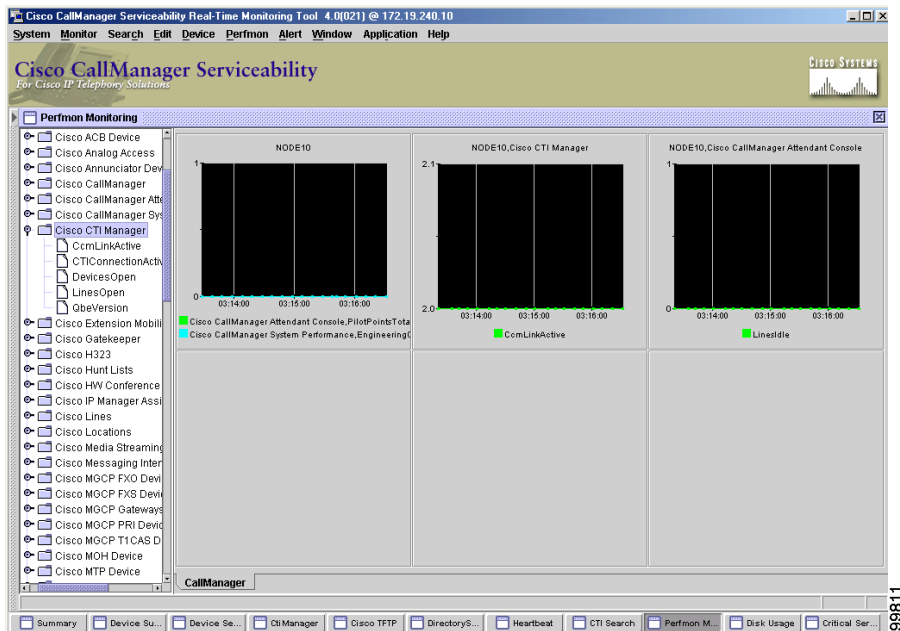 Cisco CallManager Serviceability Real-Time Monitoring Tool 4.0(021) @ 172.19.240.10
System Monitor Search Edit Device Perfmon Alert Window Application Help
Cisco CallManager Serviceability
For Cisco IP Telephony Solutions
CISCO SYSTEMS
Perfmon Monitoring
Cisco ACB Device
Cisco Analog Access
Cisco Annunciator Dev
Cisco CallManager
Cisco CallManager Atte
Cisco CallManager Sys
Cisco CTI Manager
CcmLinkActive
CTIConnectionActiv
DevicesOpen
LinesOpen
QbeVersion
Cisco Extension Mobili
Cisco Gatekeeper
Cisco H323
Cisco Hunt Lists
Cisco HW Conference
Cisco IP Manager Assi
Cisco Lines
Cisco Locations
Cisco Media Streaming
Cisco Messaging Inter
Cisco MGCP FXO Devi
Cisco MGCP FXS Devi
Cisco MGCP Gateways
Cisco MGCP PRI Devic
Cisco MGCP T1CAS D
Cisco MOH Device
Cisco MTP Device
NODE10
1
0
03:14:00 03:15:00 03:16:00
Cisco CallManager Attendant Console,PilotPointsTota
Cisco CallManager System Performance,Engineering
NODE10,Cisco CTI Manager
2.1
2.0
03:14:00 03:15:00 03:16:00
CcmLinkActive
NODE10,Cisco CallManager Attendant Console
1
0
03:14:00 03:15:00 03:16:00
LinesIdle
CallManager
Summary Device Su... Device Se... CtiManager Cisco TFTP DirectoryS... Heartbeat CTI Search Perfmon M... Disk Usage Critical Ser...
99811